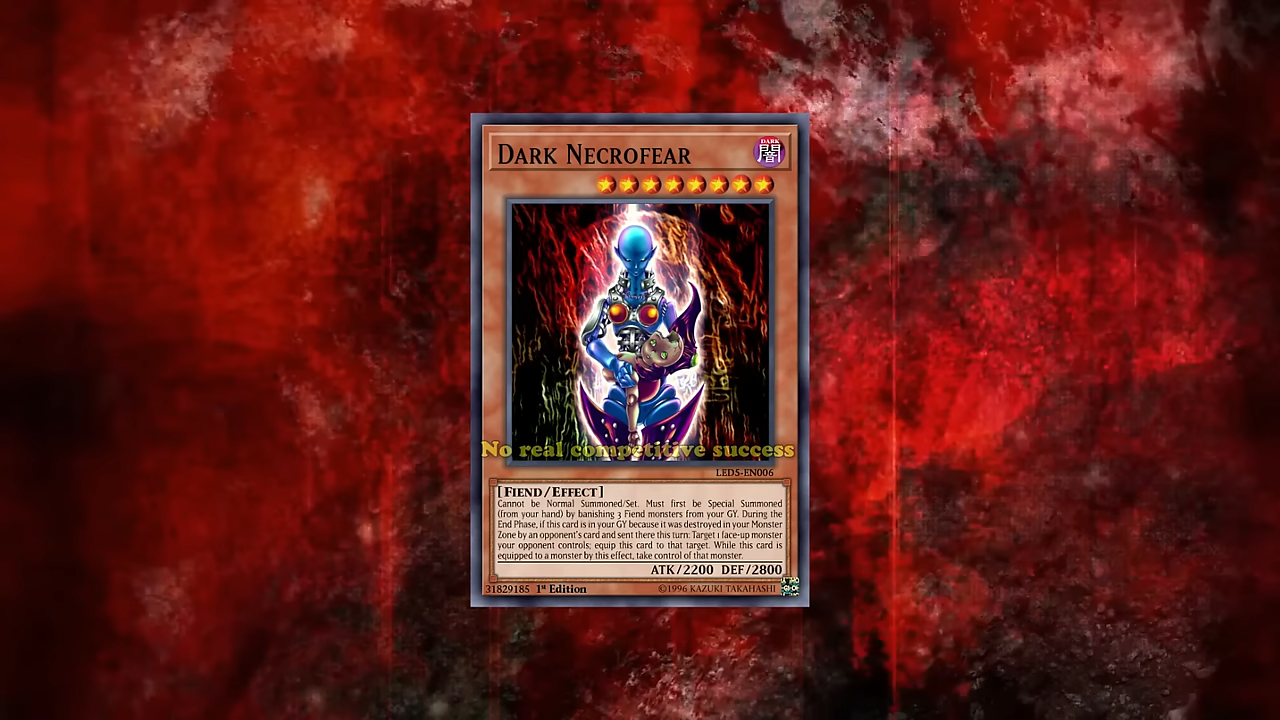 DARK NECROFEAR
DARK
闇
No real competitive success
LED5-EN006
[FIEND/EFFECT]
Cannot be Normal Summoned/Set. Must first be Special Summoned
(from your hand) by banishing 3 Fiend monsters from your GY. During the
End Phase, if this card is in your GY because it was destroyed in your Monster
Zone by an opponent's card and sent there this turn: Target 1 face-up monster
your opponent controls; equip this card to that target. While this card is
equipped to a monster by this effect, take control of that monster.
ATK/2200 DEF/2800
31829185 1st Edition ©1996 KAZUKI TAKAHASHI